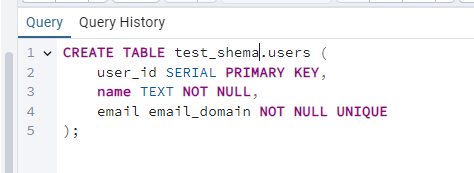 Query Query History
1 CREATE TABLE test_shema.users (
2 user_id SERIAL PRIMARY KEY,
3 name TEXT NOT NULL,
4 email email_domain NOT NULL UNIQUE
5 );